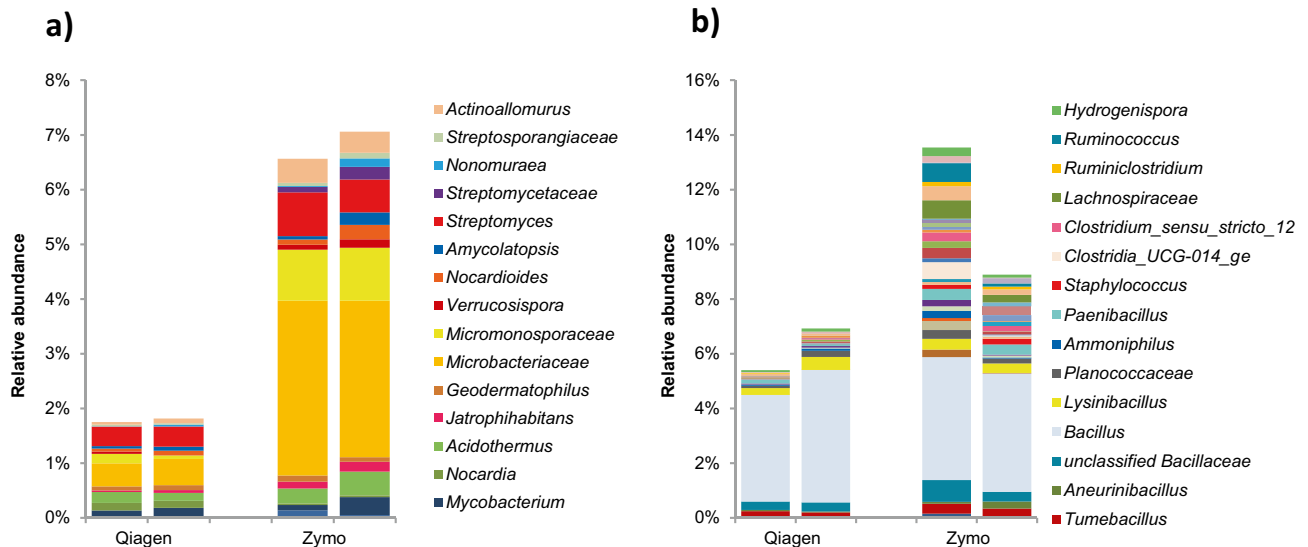 a)
8%
7%
6%
5%
4%
3%
2%
1%
0%
Relative abundance
Qiagen
Zymo
Actinoallomurus
Streptosporangiaceae
Nonomuraea
Streptomycetaceae
Streptomyces
Amycolatopsis
Nocardioides
Verrucosispora
Micromonosporaceae
Microbacteriaceae
Geodermatophilus
Jatrophihabitans
Acidothermus
Nocardia
Mycobacterium
b)
16%
14%
12%
10%
8%
6%
4%
2%
0%
Relative abundance
Qiagen
Zymo
Hydrogenispora
Ruminococcus
Ruminiclostridium
Lachnospiraceae
Clostridium_sensu_stricto_12
Clostridia_UCG-014_ge
Staphylococcus
Paenibacillus
Ammoniphilus
Planococcaceae
Lysinibacillus
Bacillus
unclassified Bacillaceae
Aneurinibacillus
Tumebacillus